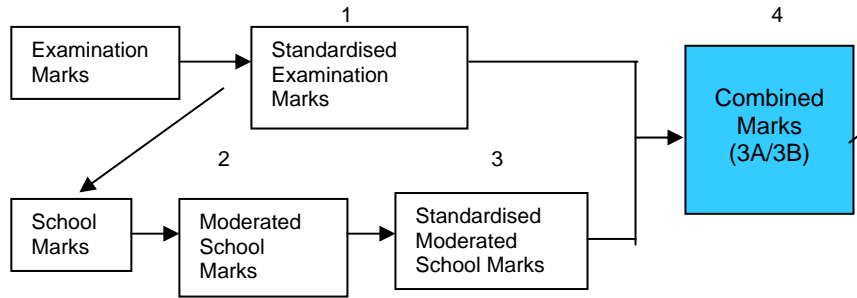 1
4
Examination
Marks
Standardised
Examination
Marks
Combined
Marks
(3A/3B)
2
3
School
Marks
Moderated
School
Marks
Standardised
Moderated
School Marks